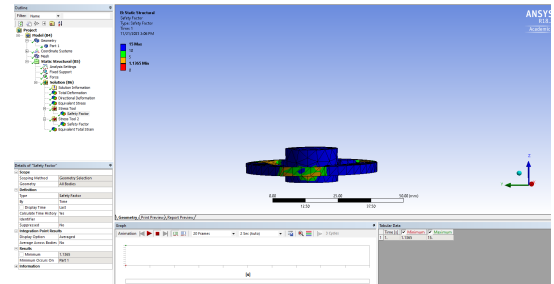 Outline
Filter: Name
Project
Model (B4)
Geometry
Part 1
Coordinate Systems
Mesh
Static Structural (B5)
Analysis Settings
Fixed Support
Force
Solution (B6)
Solution Information
Total Deformation
Directional Deformation
Equivalent Stress
Stress Tool
Safety Factor
Stress Tool 2
Safety Factor
Equivalent Total Strain
Details of "Safety Factor"
Scope
Scoping Method Geometry Selection
Geometry All Bodies
Definition
Type Safety Factor
By Time
Display Time Last
Calculate Time History Yes
Identifier
Suppressed No
Integration Point Results
Display Option Averaged
Average Across Bodies No
Results
Minimum
Minimum Occurs On Part 1
Information
B: Static Structural
Safety Factor
Type: Safety Factor
Time: 1
15 Max
10
5
1
0
ANSYS
Academic
0.00 25.00 50.00 (mm)
12.50 37.50
Z
Y
Geometry / Print Preview / Report Preview
Graph
Animation 20 Frames 2 Sec (Auto)
Tabular Data
Time [s] Minimum Maximum
1 1. 15.